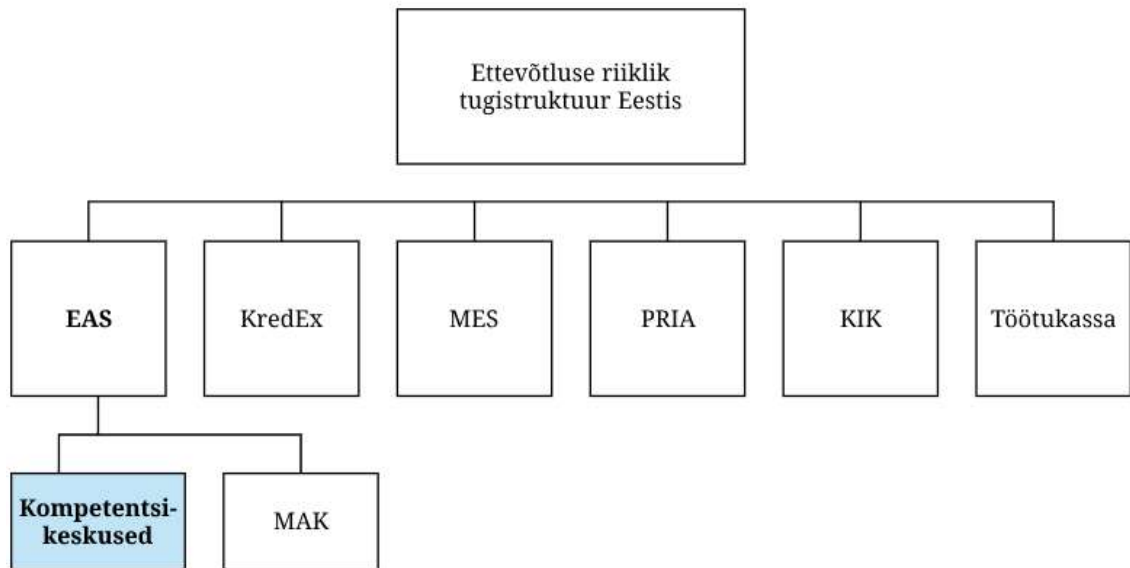 Ettevõtluse riiklik
tugistruktuur Eestis
EAS
KredEx
MES
PRIA
KIK
Töötukassa
Kompetentsi-
keskused
MAK